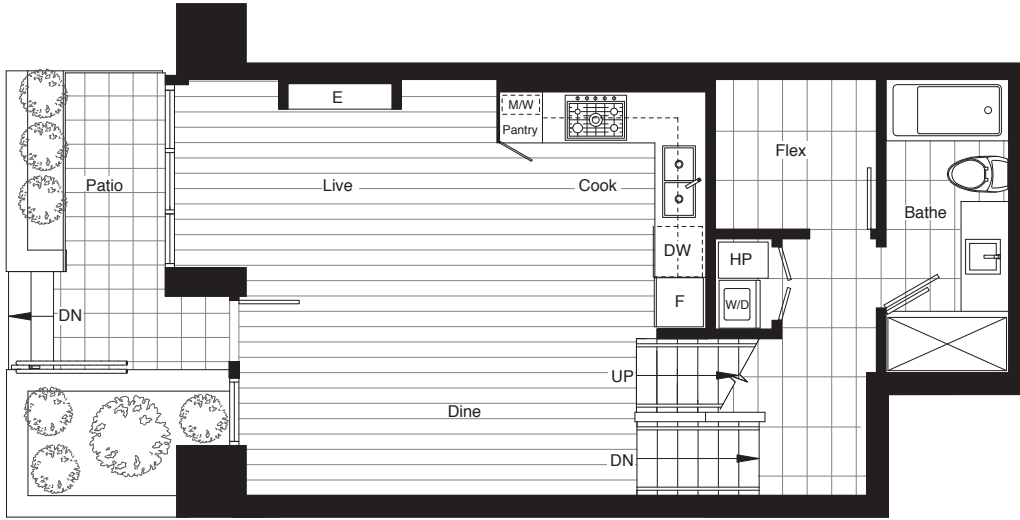 E
M/W
Pantry
Flex
Patio
Live
Cook
Bathe
DW
HP
F
W/D
DN
UP
Dine
DN